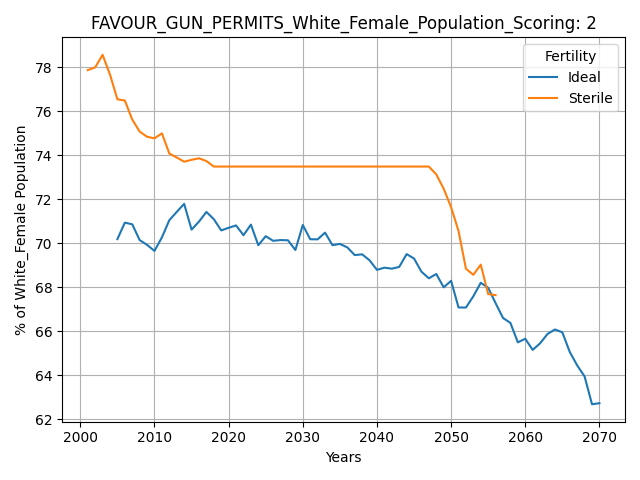 FAVOUR_GUN_PERMITS_White_Female_Population_Scoring: 2
Fertility
Ideal
Sterile
% of White_Female Population
78
76
74
72
70
68
66
64
62
2000 2010 2020 2030 2040 2050 2060 2070
Years